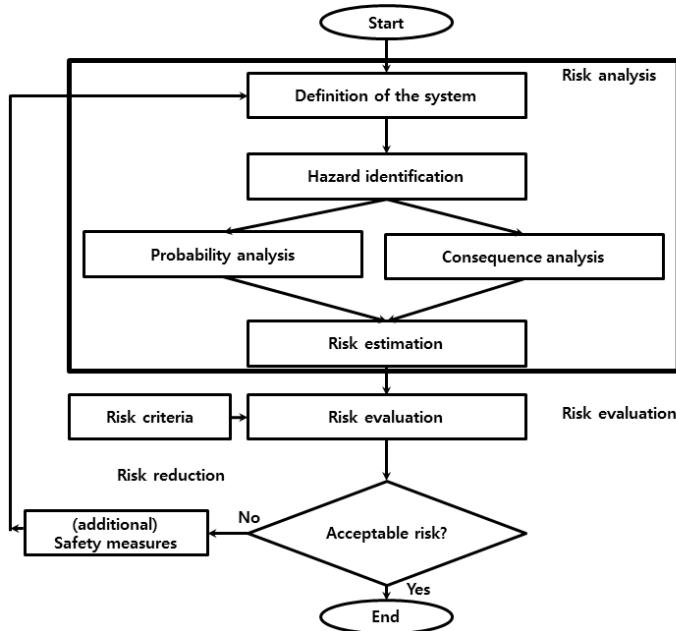 Start
Risk analysis
Definition of the system
Hazard identification
Probability analysis
Consequence analysis
Risk estimation
Risk criteria
Risk evaluation
Risk evaluation
Risk reduction
(additional)
Safety measures
No
Acceptable risk?
Yes
End